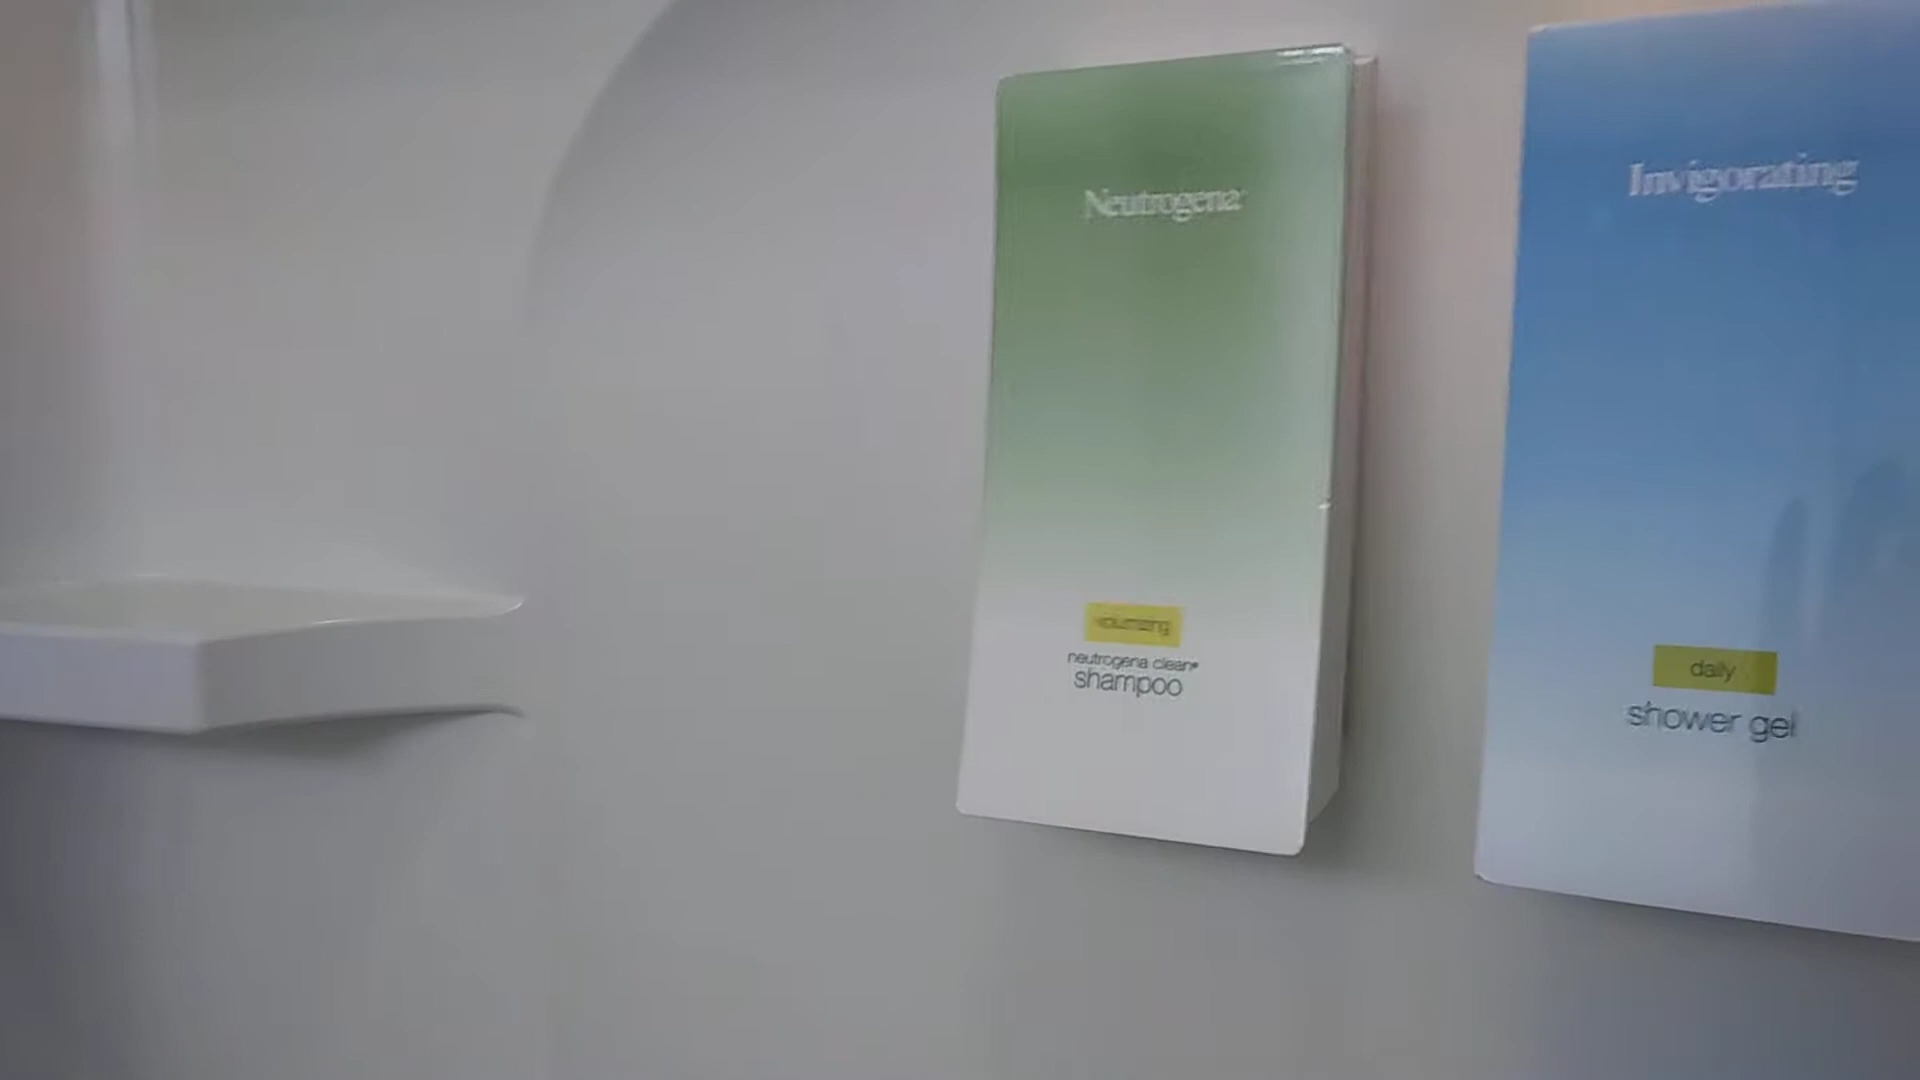 Neutrogena
volumizing
neutrogena clean®
shampoo
Invigorating
daily
shower gel